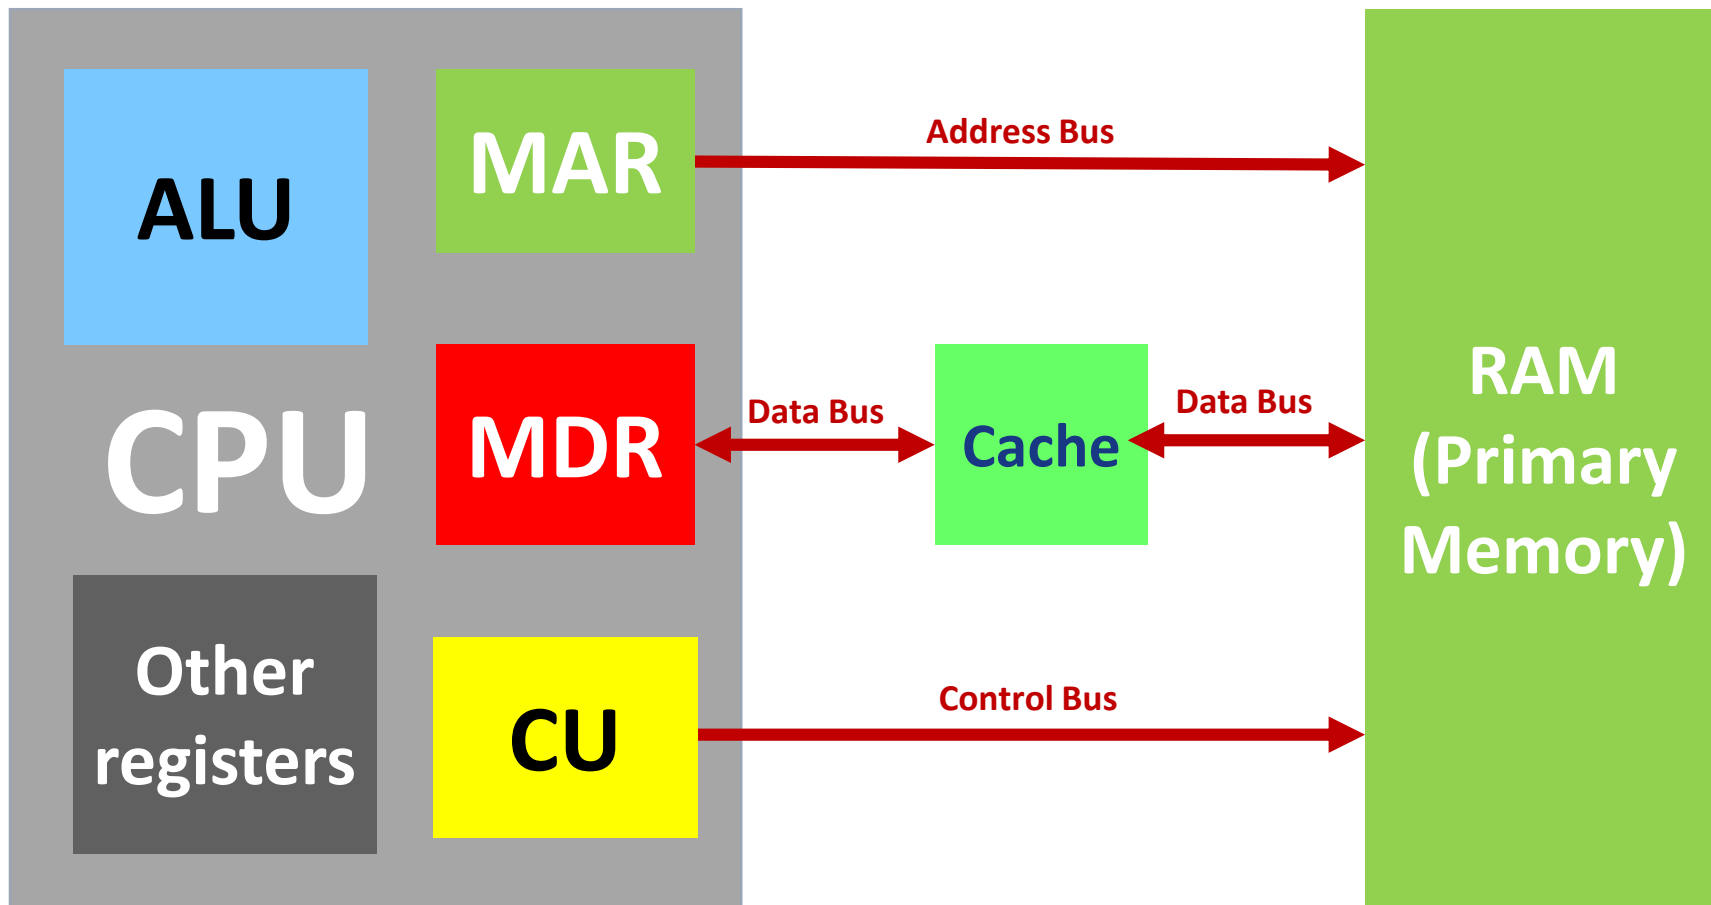 ALU
MAR
Address Bus
CPU
MDR
Data Bus
Cache
Data Bus
RAM
(Primary
Memory)
Other
registers
CU
Control Bus